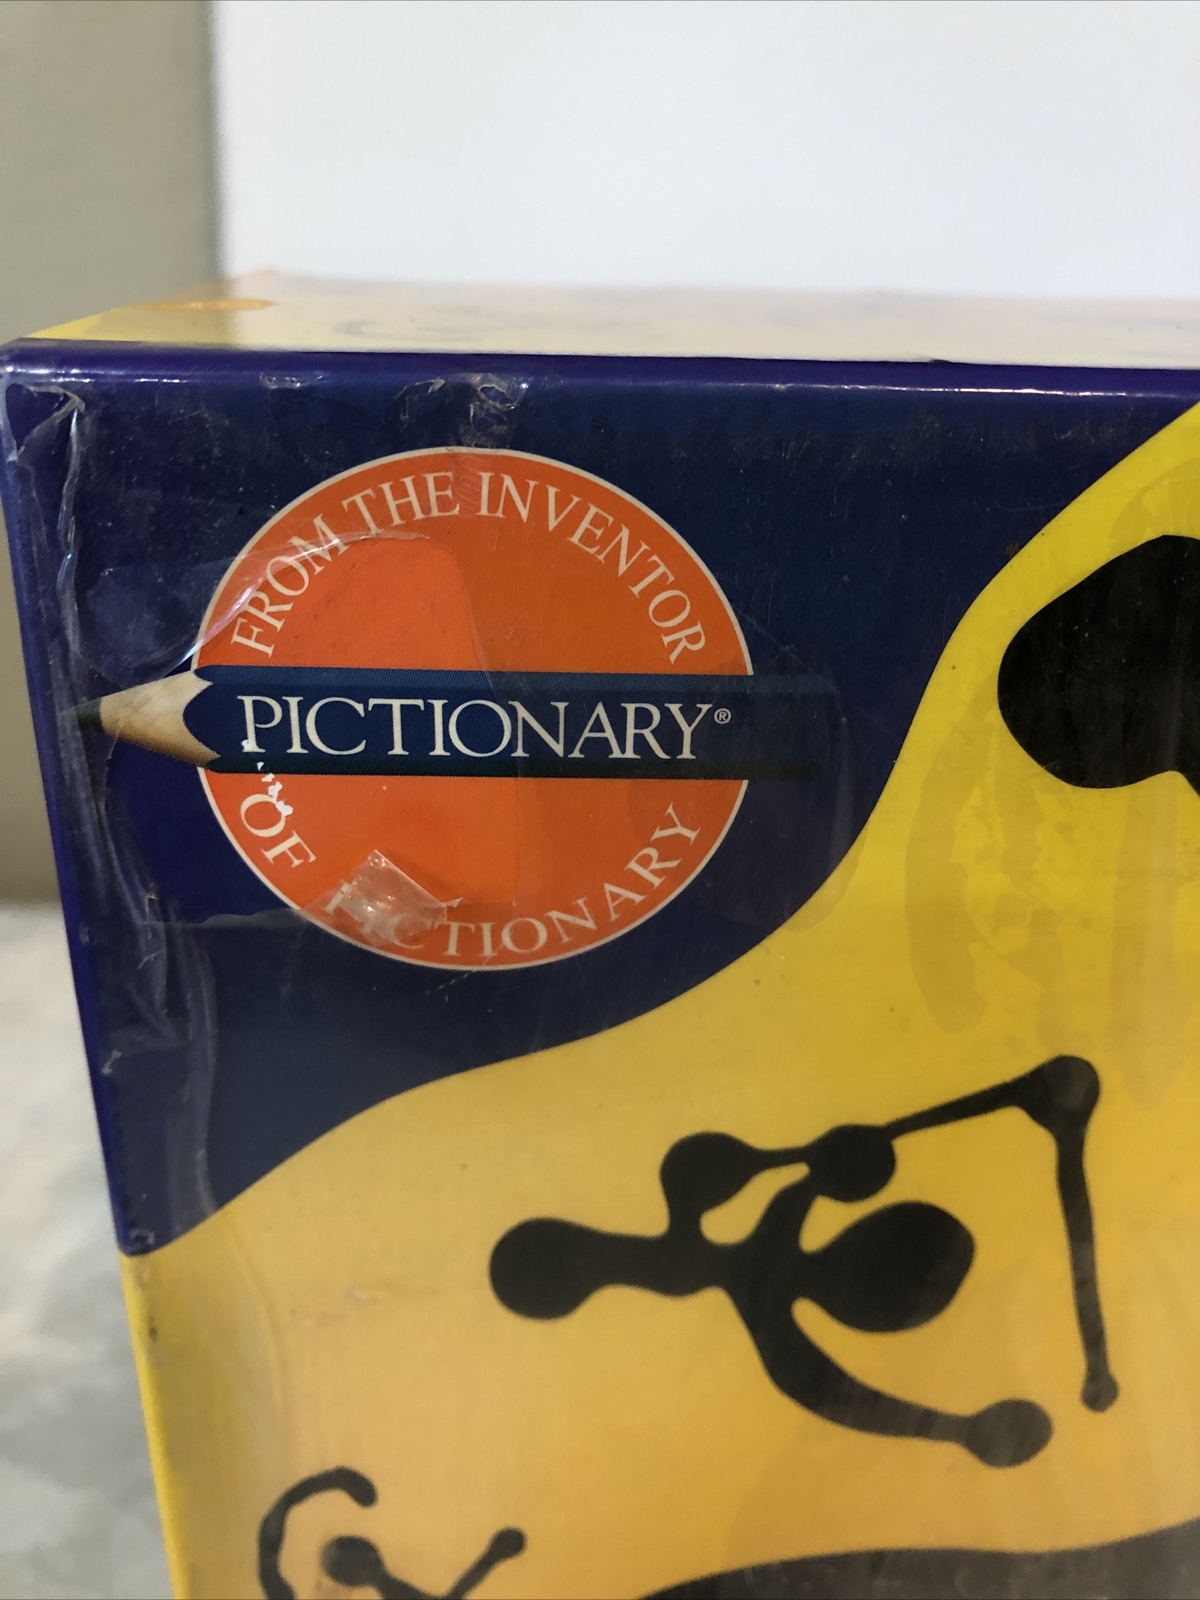 FROM THE INVENTOR
PICTIONARY®
OF PICTIONARY